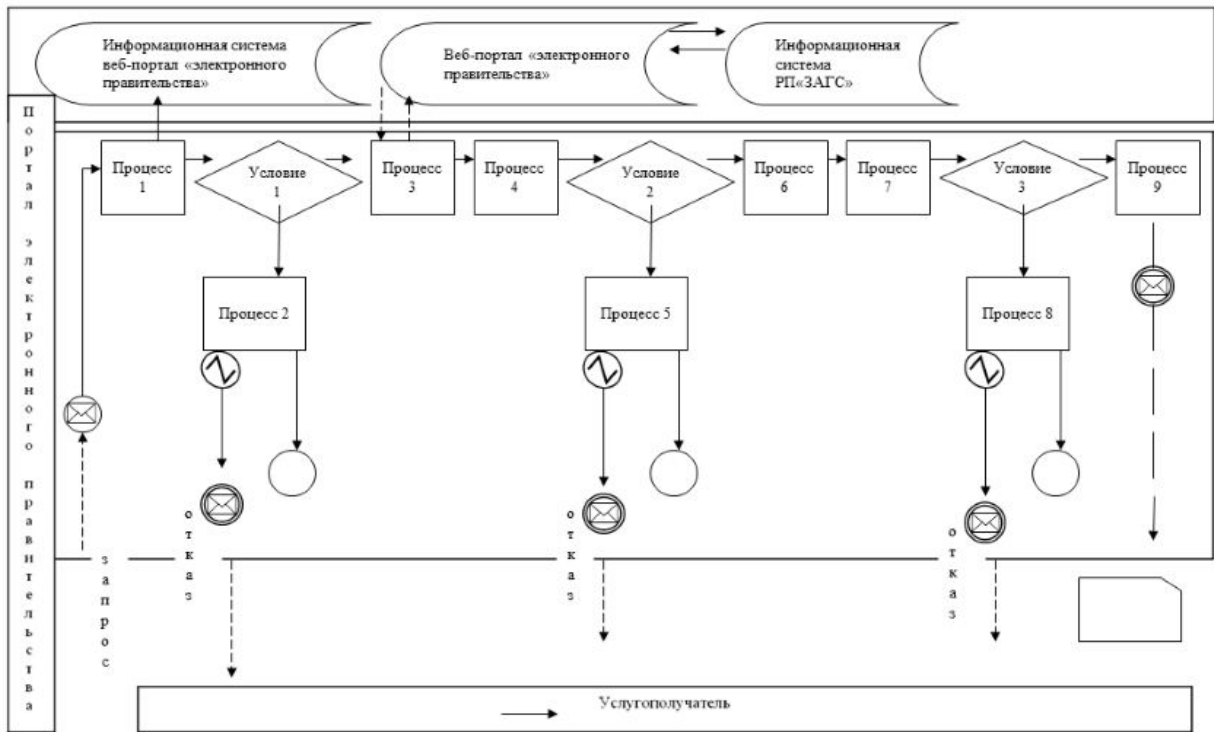 Информационная система
веб-портал «электронного
правительства»
Веб-портал «электронного
правительства»
Информационная
система
РП«ЗАГС»
Портал электронного правительства
Процесс
1
Условие
1
Процесс
3
Процесс
4
Условие
2
Процесс
6
Процесс
7
Условие
3
Процесс
9
Процесс 2
Процесс 5
Процесс 8
запрос
отказ
отказ
отказ
Услугополучатель